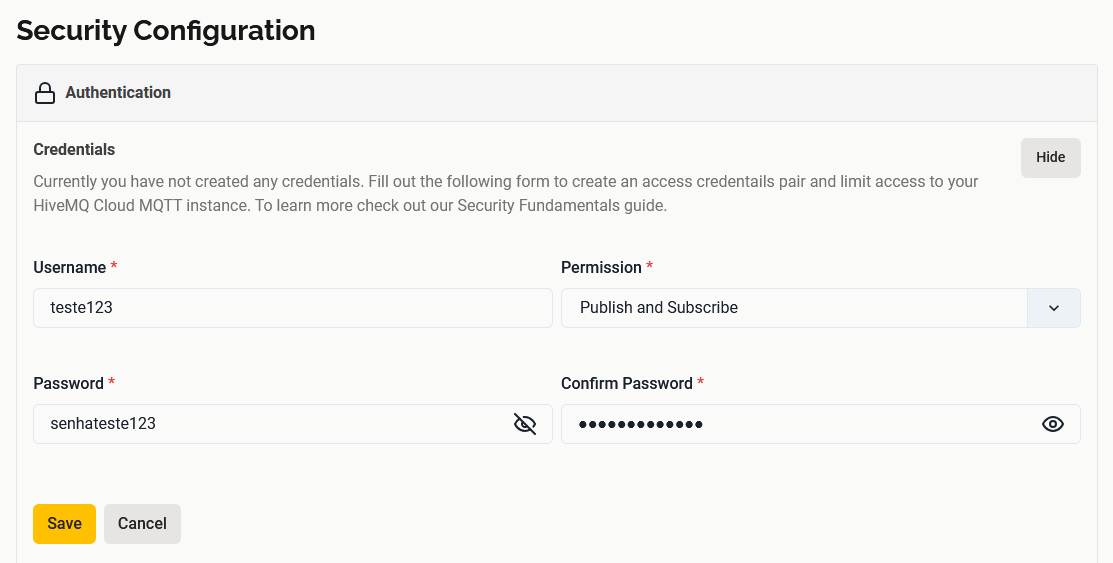 Security Configuration
Authentication
Credentials
Hide
Currently you have not created any credentials. Fill out the following form to create an access credentails pair and limit access to your
HiveMQ Cloud MQTT instance. To learn more check out our Security Fundamentals guide.
Username *
Permission *
teste123
Publish and Subscribe
Password *
Confirm Password *
senhateste123
•••••••••••••
Save
Cancel